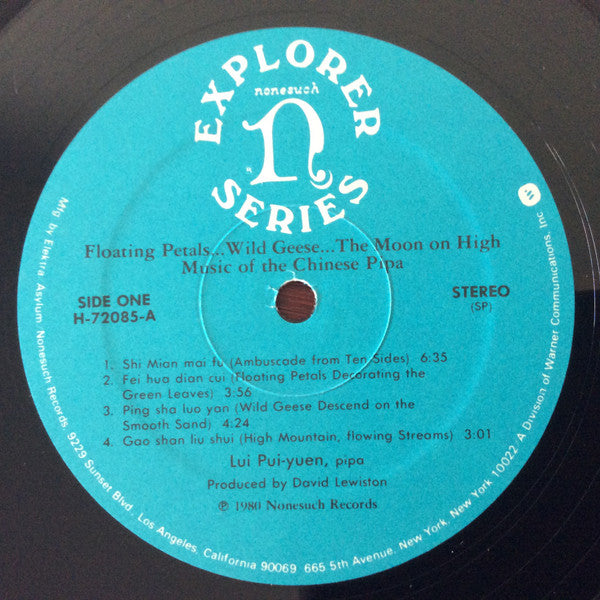 EXPLORER
nonesuch
n
SERIES
Floating Petals...Wild Geese...The Moon on High
Music of the Chinese Pipa
SIDE ONE
H-72085-A
STEREO
(SP)
1. Shi Mian mai fu (Ambuscade from Ten Sides) 6:35
2. Fei hua dian cui (Floating Petals Decorating the
Green Leaves) 3:56
3. Ping sha luo yan (Wild Geese Descend on the
Smooth Sand) 4:24
4. Gao shan liu shui (High Mountain, flowing Streams) 3:01
Lui Pui-yuen, pipa
Produced by David Lewiston
℗ 1980 Nonesuch Records
Mfg by Elektra/Asylum/Nonesuch Records, 9229 Sunset Blvd., Los Angeles, California 90069 665 5th Avenue, New York, New York 10022 A Division of Warner Communications, Inc.